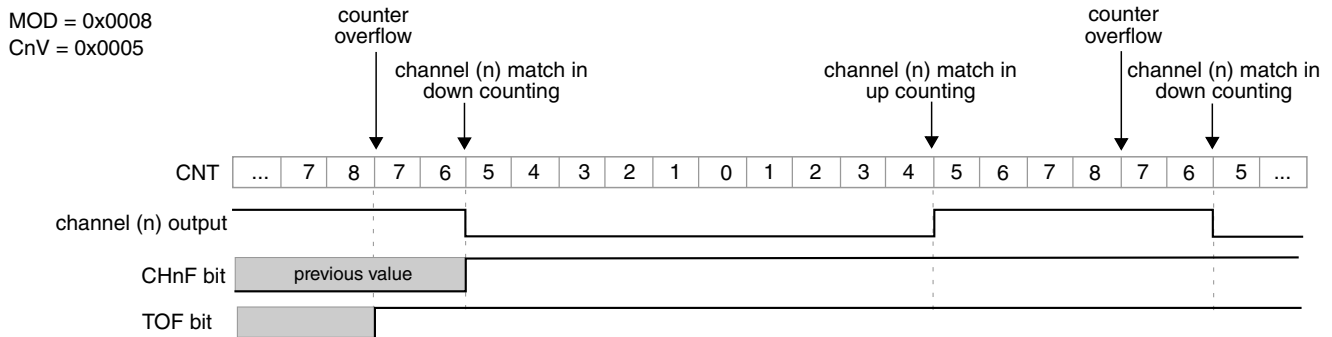 MOD = 0x0008
CnV = 0x0005
counter
overflow
channel (n) match in
down counting
channel (n) match in
up counting
counter
overflow
channel (n) match in
down counting
CNT ... 7 8 7 6 5 4 3 2 1 0 1 2 3 4 5 6 7 8 7 6 5 ...
channel (n) output
CHnF bit previous value
TOF bit